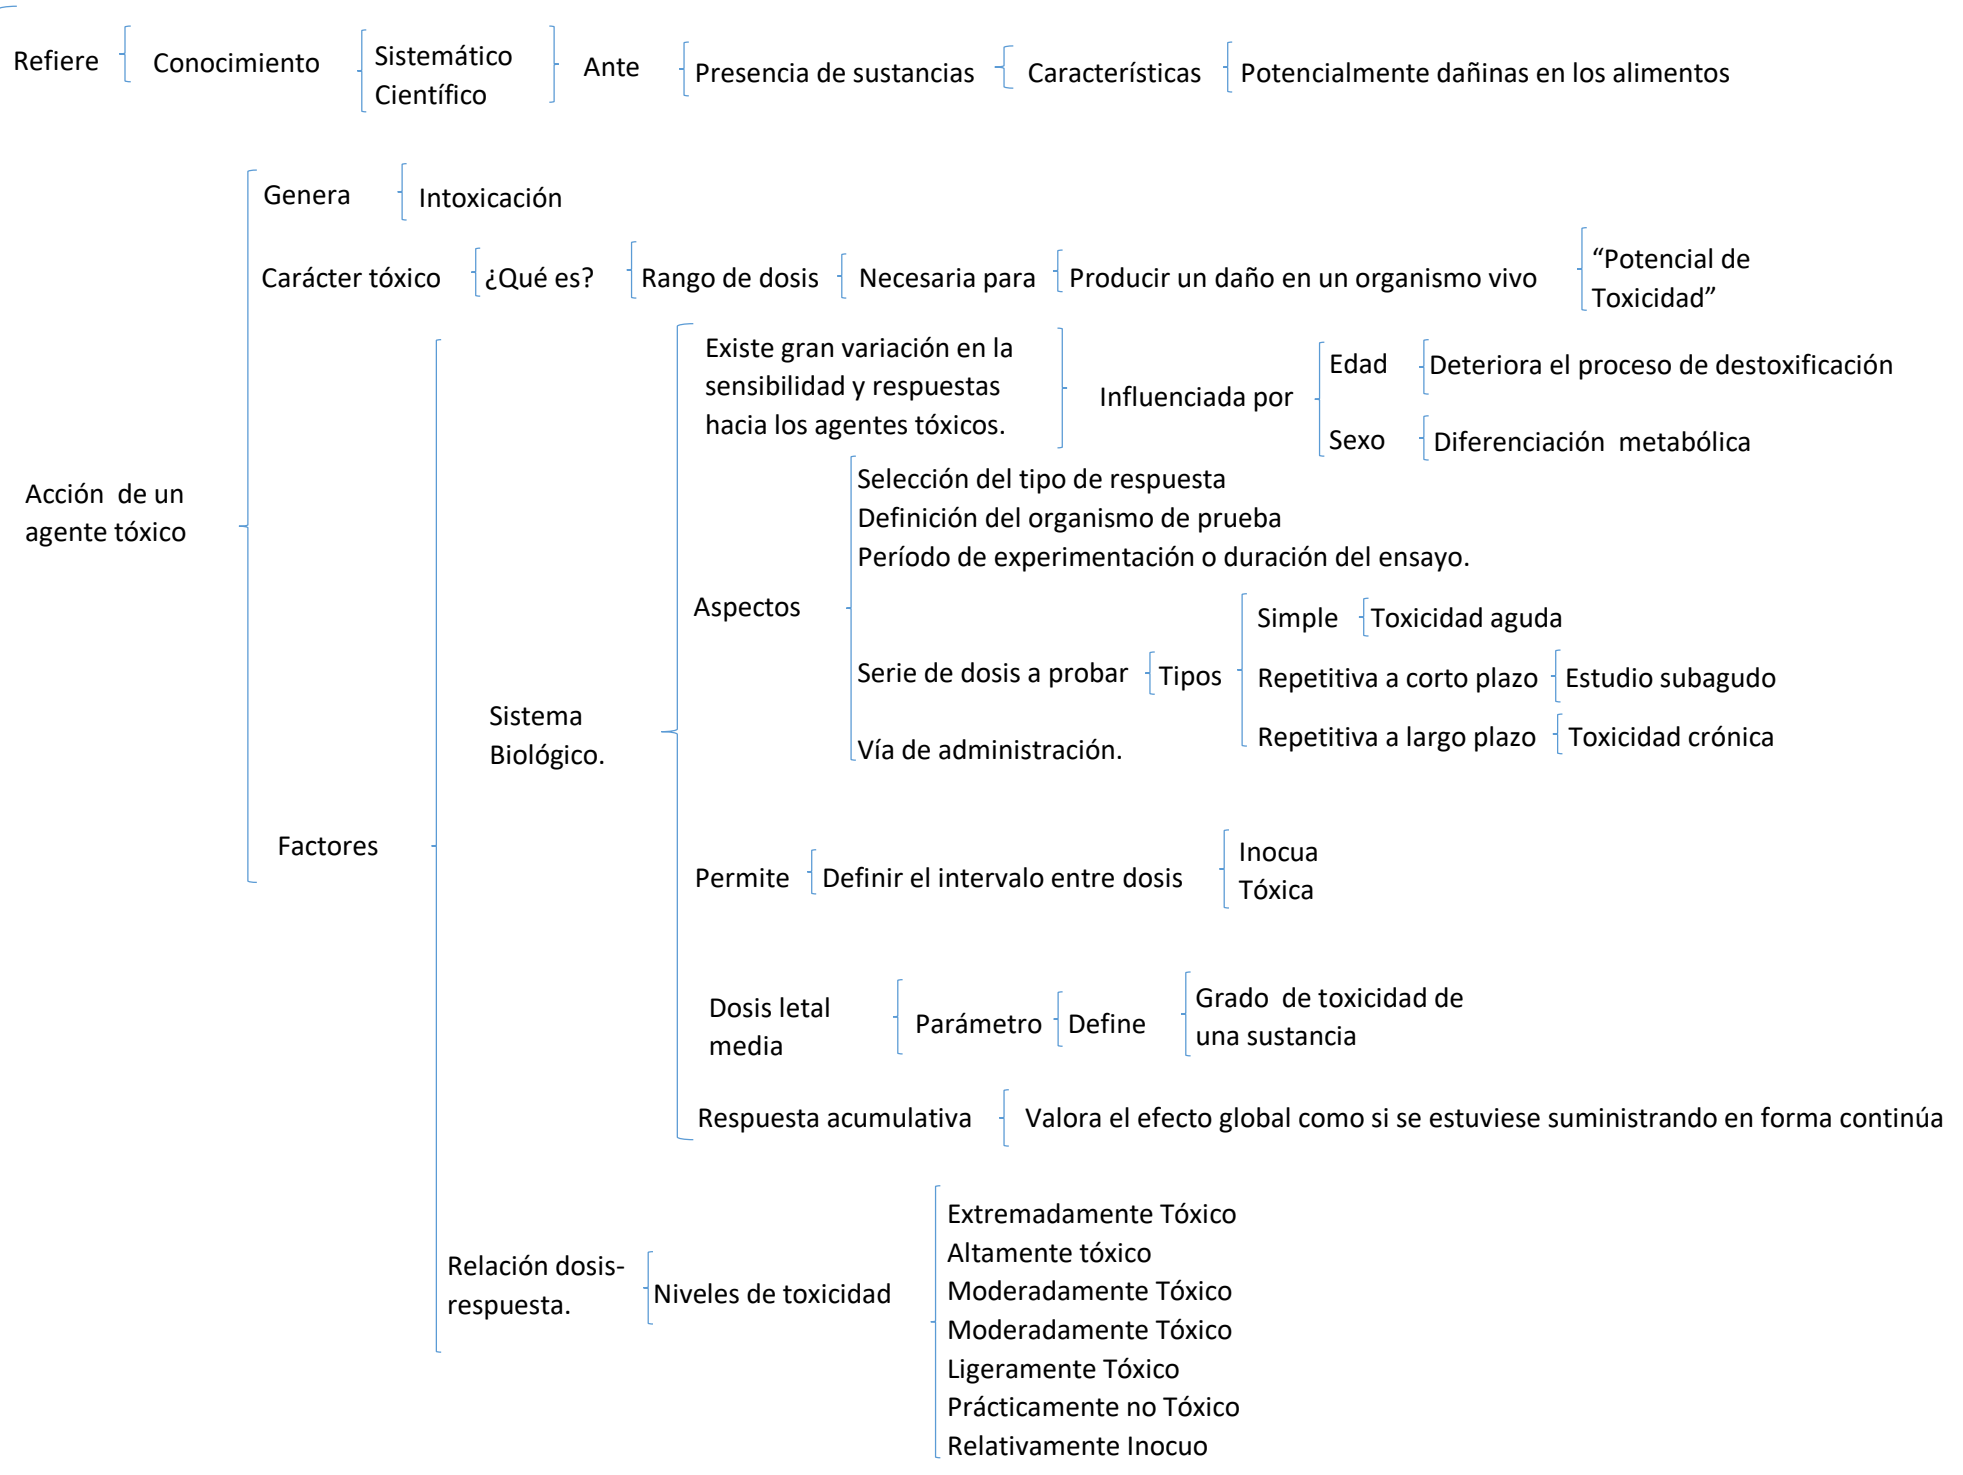 Refiere
Conocimiento
Sistemático
Científico
Ante
Presencia de sustancias
Características
Potencialmente dañinas en los alimentos
Acción  de un
agente tóxico
Genera
Intoxicación
Carácter tóxico
¿Qué es?
Rango de dosis
Necesaria para
Producir un daño en un organismo vivo
“Potencial de
Toxicidad”
Factores
Sistema
Biológico.
Existe gran variación en la
sensibilidad y respuestas
hacia los agentes tóxicos.
Influenciada por
Edad
Deteriora el proceso de destoxificación
Sexo
Diferenciación  metabólica
Aspectos
Selección del tipo de respuesta
Definición del organismo de prueba
Período de experimentación o duración del ensayo.
Serie de dosis a probar
Tipos
Simple
Toxicidad aguda
Repetitiva a corto plazo
Estudio subagudo
Repetitiva a largo plazo
Toxicidad crónica
Vía de administración.
Permite
Definir el intervalo entre dosis
Inocua
Tóxica
Dosis letal
media
Parámetro
Define
Grado  de toxicidad de
una sustancia
Respuesta acumulativa
Valora el efecto global como si se estuviese suministrando en forma continúa
Relación dosis-
respuesta.
Niveles de toxicidad
Extremadamente Tóxico
Altamente tóxico
Moderadamente Tóxico
Moderadamente Tóxico
Ligeramente Tóxico
Prácticamente no Tóxico
Relativamente Inocuo